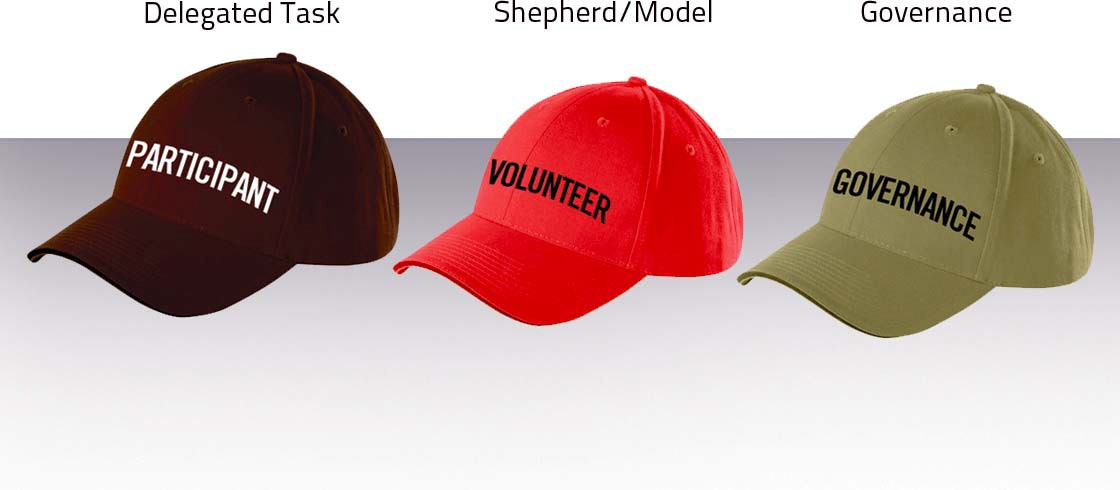 Delegated Task
Shepherd/Model
Governance
PARTICIPANT
VOLUNTEER
GOVERNANCE